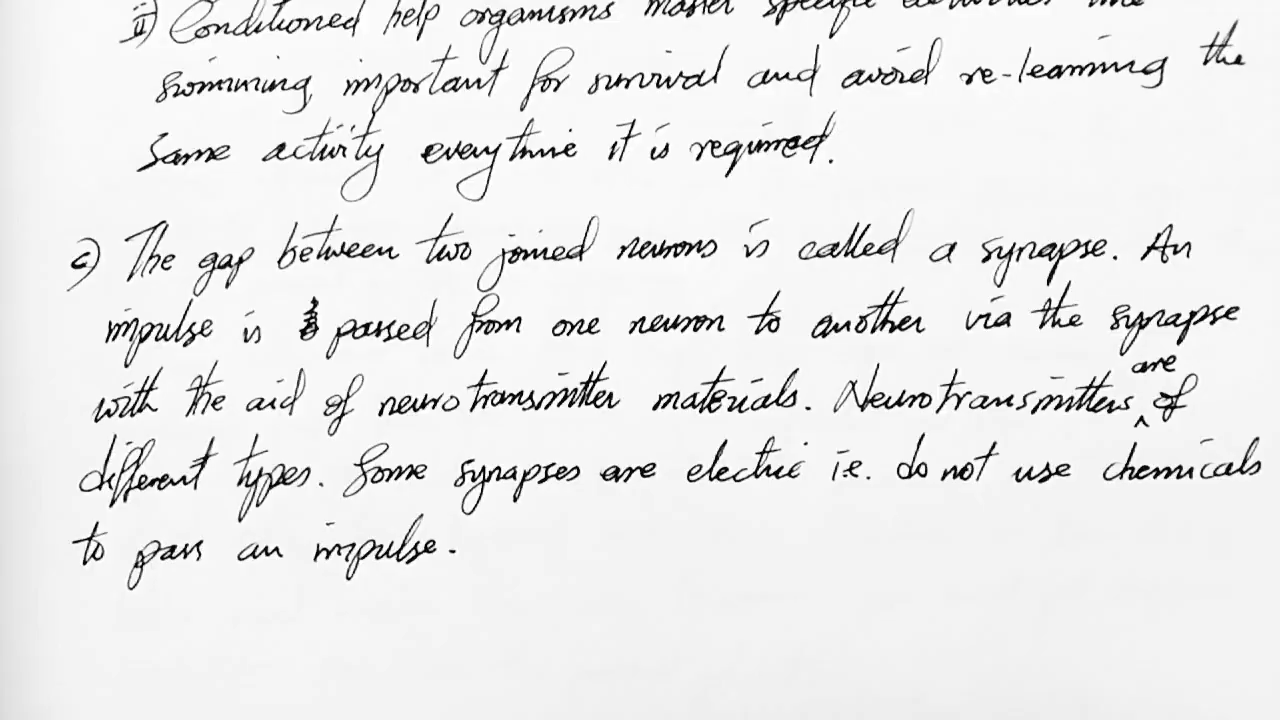 ii) Conditioned help organisms master specific activities like
swimming, important for survival and avoid re-learning the
same activity everytime it is required.
c) The gap between two joined neurons is called a synapse. An
impulse is passed from one neuron to another via the synapse
with the aid of neurotransmitter materials. Neurotransmitters are of
different types. Some synapses are electric i.e. do not use chemicals
to pass an impulse.